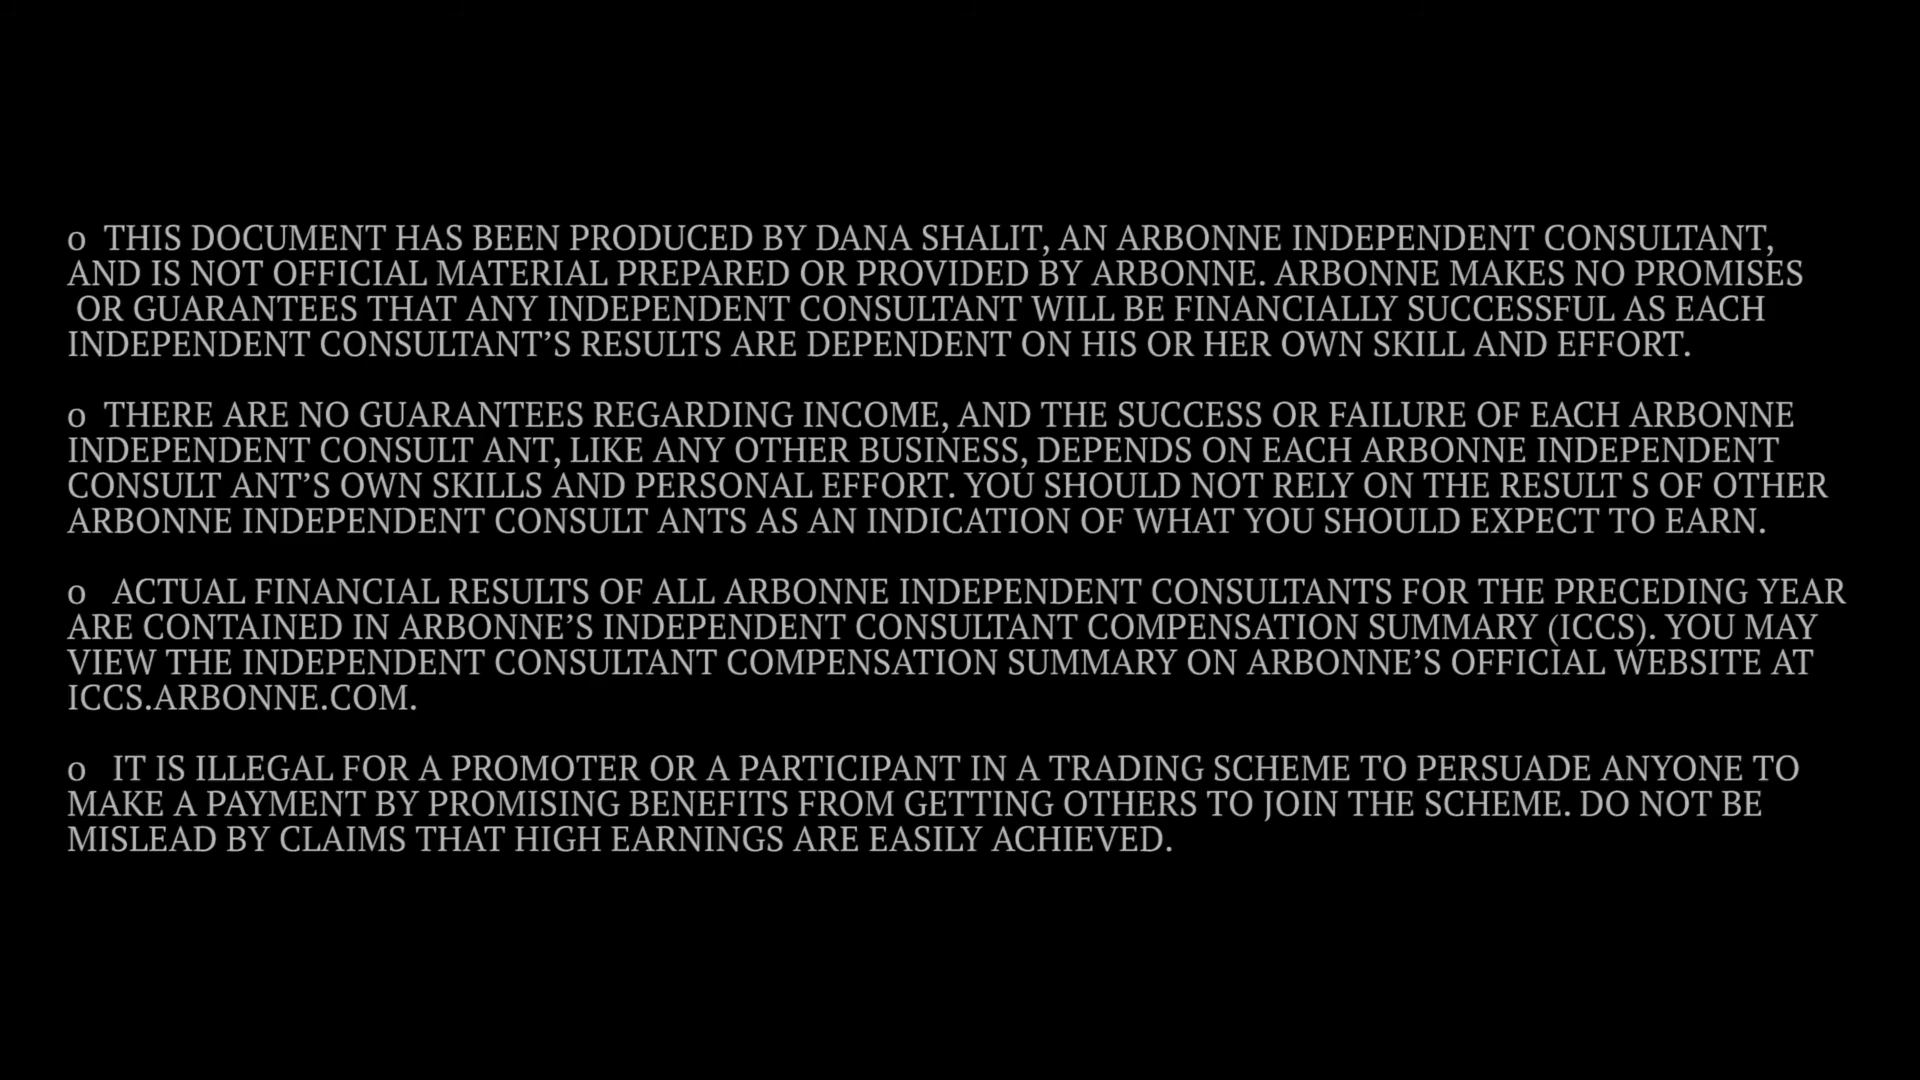 o THIS DOCUMENT HAS BEEN PRODUCED BY DANA SHALIT, AN ARBONNE INDEPENDENT CONSULTANT,
AND IS NOT OFFICIAL MATERIAL PREPARED OR PROVIDED BY ARBONNE. ARBONNE MAKES NO PROMISES
OR GUARANTEES THAT ANY INDEPENDENT CONSULTANT WILL BE FINANCIALLY SUCCESSFUL AS EACH
INDEPENDENT CONSULTANT’S RESULTS ARE DEPENDENT ON HIS OR HER OWN SKILL AND EFFORT.
o THERE ARE NO GUARANTEES REGARDING INCOME, AND THE SUCCESS OR FAILURE OF EACH ARBONNE
INDEPENDENT CONSULT ANT, LIKE ANY OTHER BUSINESS, DEPENDS ON EACH ARBONNE INDEPENDENT
CONSULT ANT’S OWN SKILLS AND PERSONAL EFFORT. YOU SHOULD NOT RELY ON THE RESULT S OF OTHER
ARBONNE INDEPENDENT CONSULT ANTS AS AN INDICATION OF WHAT YOU SHOULD EXPECT TO EARN.
o ACTUAL FINANCIAL RESULTS OF ALL ARBONNE INDEPENDENT CONSULTANTS FOR THE PRECEDING YEAR
ARE CONTAINED IN ARBONNE’S INDEPENDENT CONSULTANT COMPENSATION SUMMARY (ICCS). YOU MAY
VIEW THE INDEPENDENT CONSULTANT COMPENSATION SUMMARY ON ARBONNE’S OFFICIAL WEBSITE AT
ICCS.ARBONNE.COM.
o IT IS ILLEGAL FOR A PROMOTER OR A PARTICIPANT IN A TRADING SCHEME TO PERSUADE ANYONE TO
MAKE A PAYMENT BY PROMISING BENEFITS FROM GETTING OTHERS TO JOIN THE SCHEME. DO NOT BE
MISLEAD BY CLAIMS THAT HIGH EARNINGS ARE EASILY ACHIEVED.